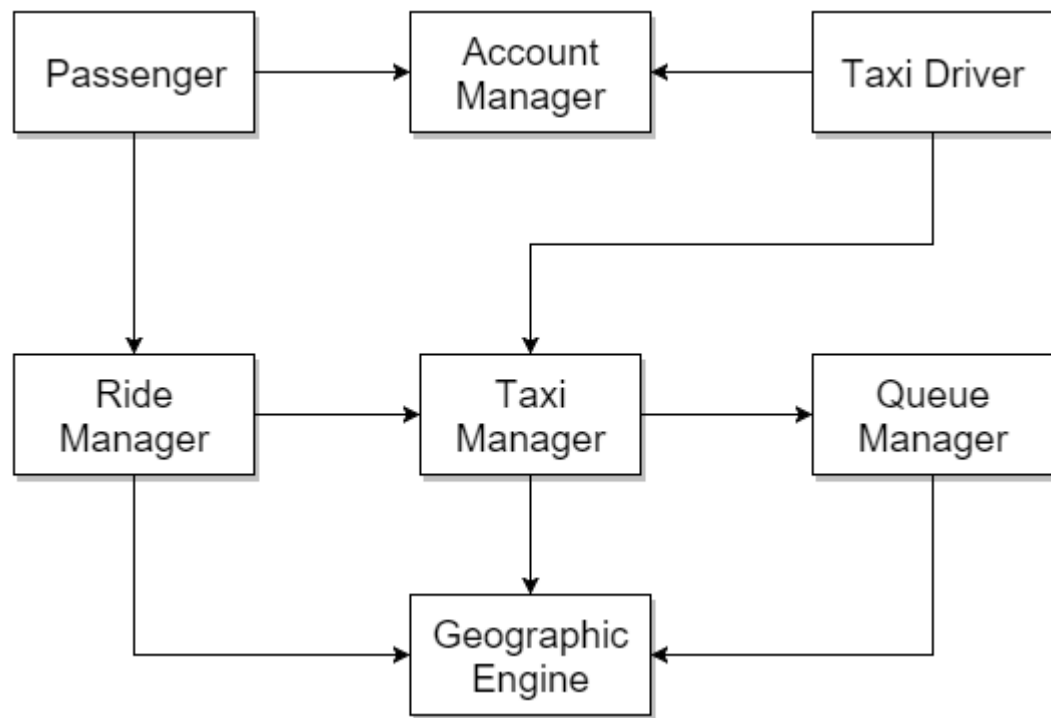 Passenger
Account
Manager
Taxi Driver
Ride
Manager
Taxi
Manager
Queue
Manager
Geographic
Engine